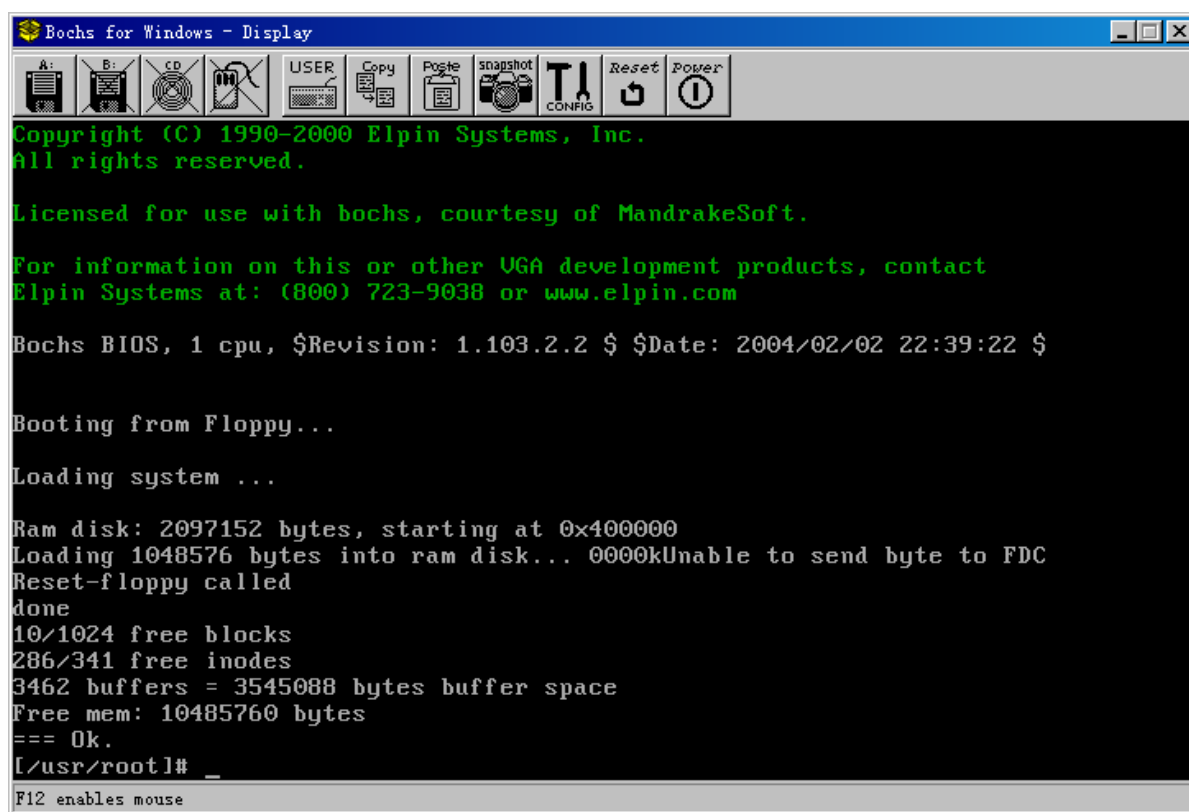 Bochs for Windows - Display
A: B: CD USER Copy Paste snapshot CONFIG Reset Power
Copyright (C) 1990-2000 Elpin Systems, Inc.
All rights reserved.
Licensed for use with bochs, courtesy of MandrakeSoft.
For information on this or other VGA development products, contact
Elpin Systems at: (800) 723-9038 or www.elpin.com
Bochs BIOS, 1 cpu, $Revision: 1.103.2.2 $ $Date: 2004/02/02 22:39:22 $
Booting from Floppy...
Loading system ...
Ram disk: 2097152 bytes, starting at 0x400000
Loading 1048576 bytes into ram disk... 0000kUnable to send byte to FDC
Reset-floppy called
done
10/1024 free blocks
286/341 free inodes
3462 buffers = 3545088 bytes buffer space
Free mem: 10485760 bytes
=== Ok.
[/usr/root]# _
F12 enables mouse